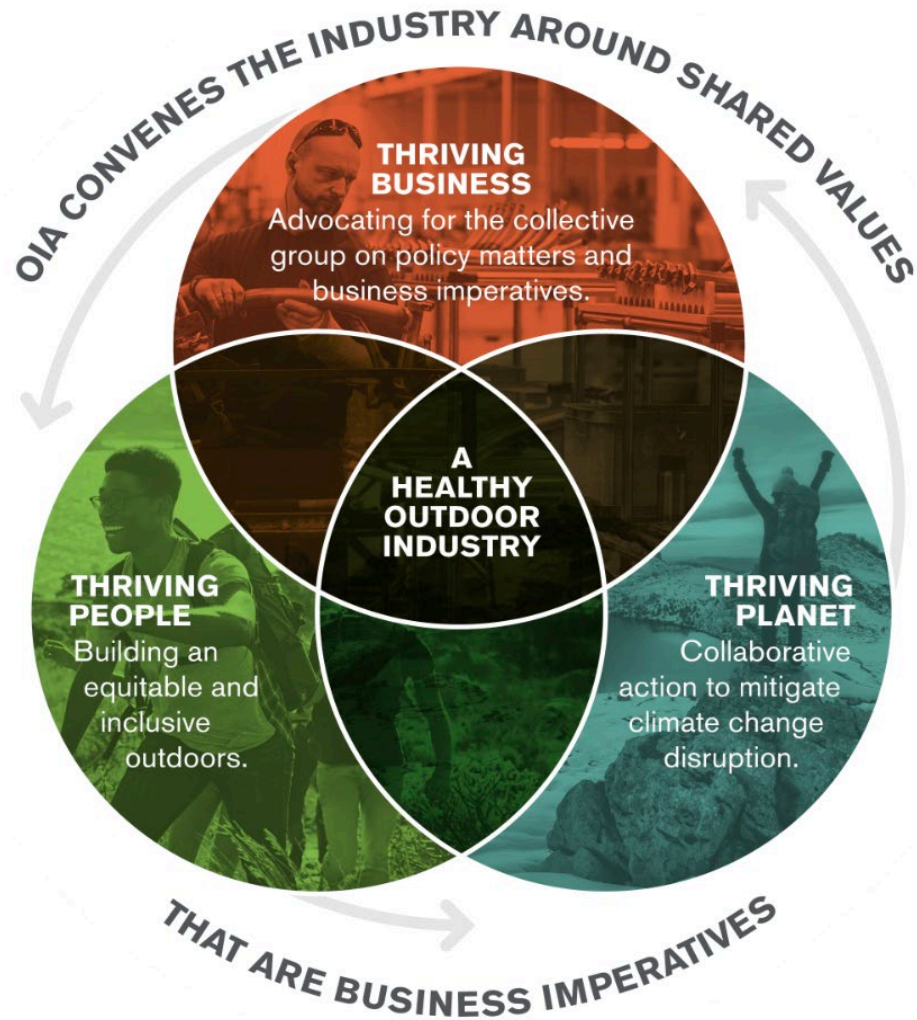 OIA CONVENES THE INDUSTRY AROUND SHARED VALUES
THRIVING
BUSINESS
Advocating for the collective
group on policy matters and
business imperatives.
A
HEALTHY
OUTDOOR
INDUSTRY
THRIVING
PEOPLE
Building an
equitable and
inclusive
outdoors.
THRIVING
PLANET
Collaborative
action to mitigate
climate change
disruption.
THAT ARE BUSINESS IMPERATIVES